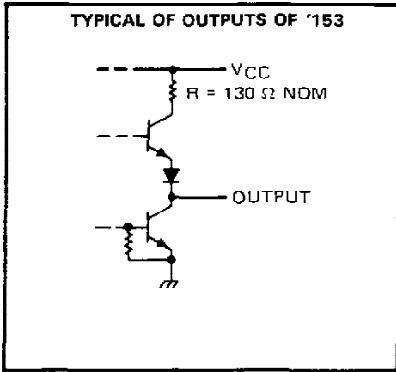 TYPICAL OF OUTPUTS OF '153
VCC
R = 130 Ω NOM
OUTPUT